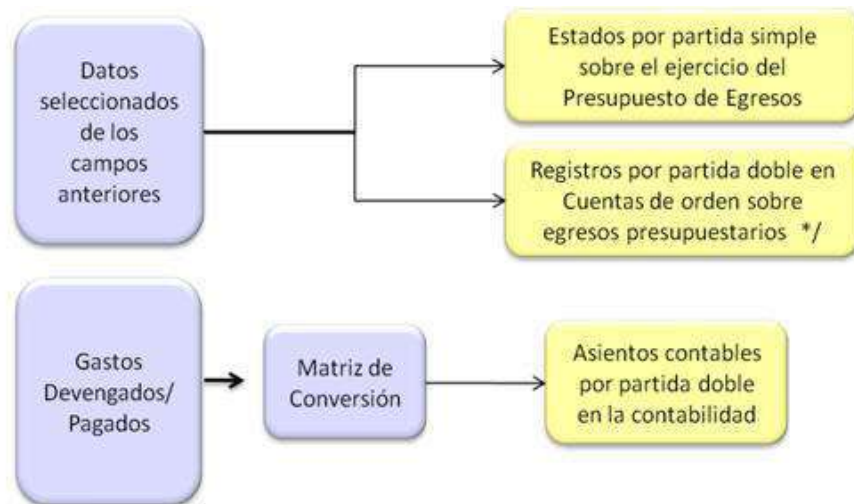 Datos
seleccionados
de los
campos
anteriores
Estados por partida simple
sobre el ejercicio del
Presupuesto de Egresos
Registros por partida doble en
Cuentas de orden sobre
egresos presupuestarios */
Gastos
Devengados/
Pagados
Matriz de
Conversión
Asientos contables
por partida doble
en la contabilidad